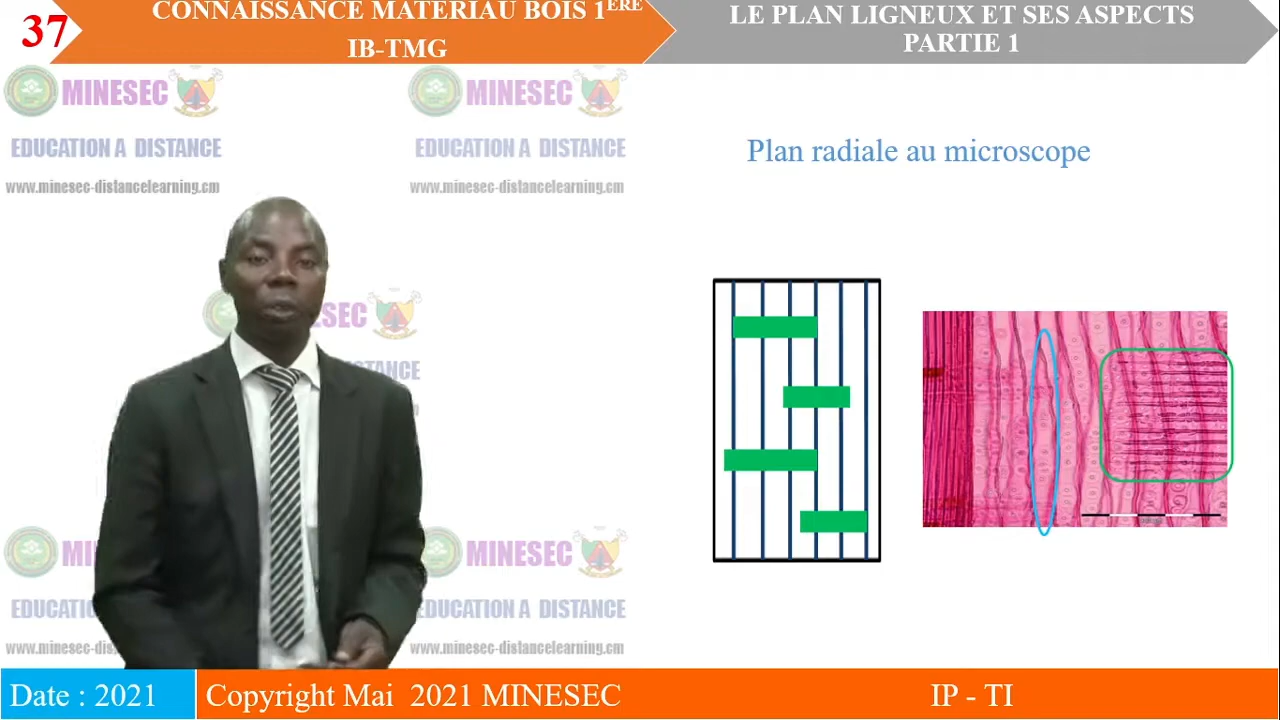 37
CONNAISSANCE MATERIAU BOIS 1ERE
IB-TMG
LE PLAN LIGNEUX ET SES ASPECTS
PARTIE 1
MINESEC
EDUCATION A DISTANCE
www.minesec-distancelearning.cm
MINESEC
EDUCATION A DISTANCE
www.minesec-distancelearning.cm
Plan radiale au microscope
MINESEC
EDUCATION A DISTANCE
www.minesec-distancelearning.cm
Date : 2021
Copyright Mai 2021 MINESEC
IP - TI